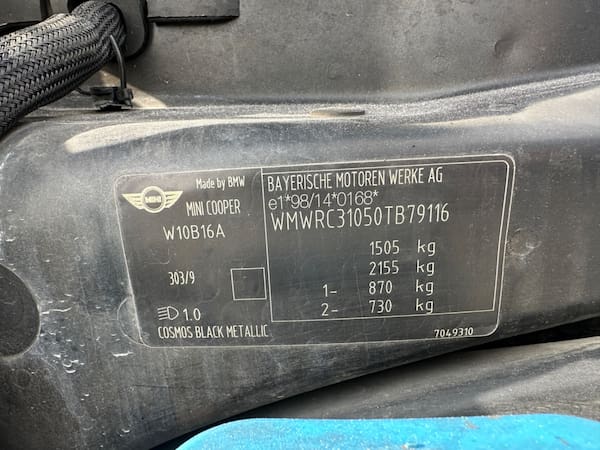 MINI
Made by BMW
MINI COOPER
W10B16A
303/9
1.0
COSMOS BLACK METALLIC
BAYERISCHE MOTOREN WERKE AG
e1*98/14*0168*
WMWRC31050TB79116
1505 kg
2155 kg
1- 870 kg
2- 730 kg
7049310